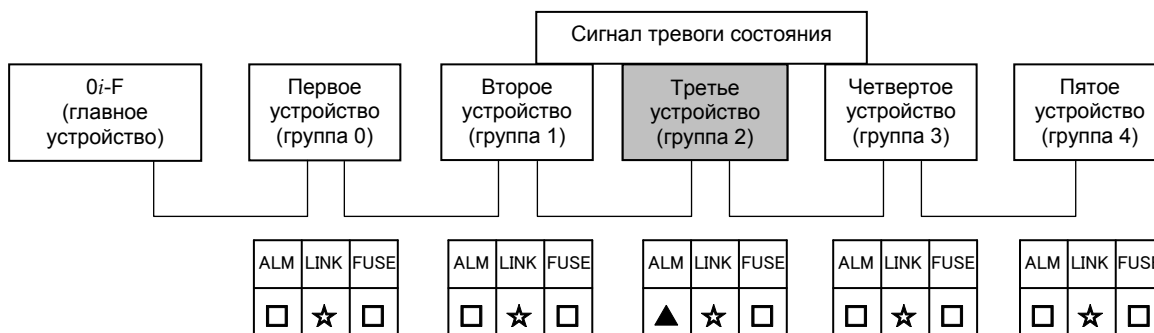 Сигнал тревоги состояния
0i-F
(главное
устройство)
Первое
устройство
(группа 0)
Второе
устройство
(группа 1)
Третье
устройство
(группа 2)
Четвертое
устройство
(группа 3)
Пятое
устройство
(группа 4)
ALM LINK FUSE
ALM LINK FUSE
ALM LINK FUSE
ALM LINK FUSE
ALM LINK FUSE